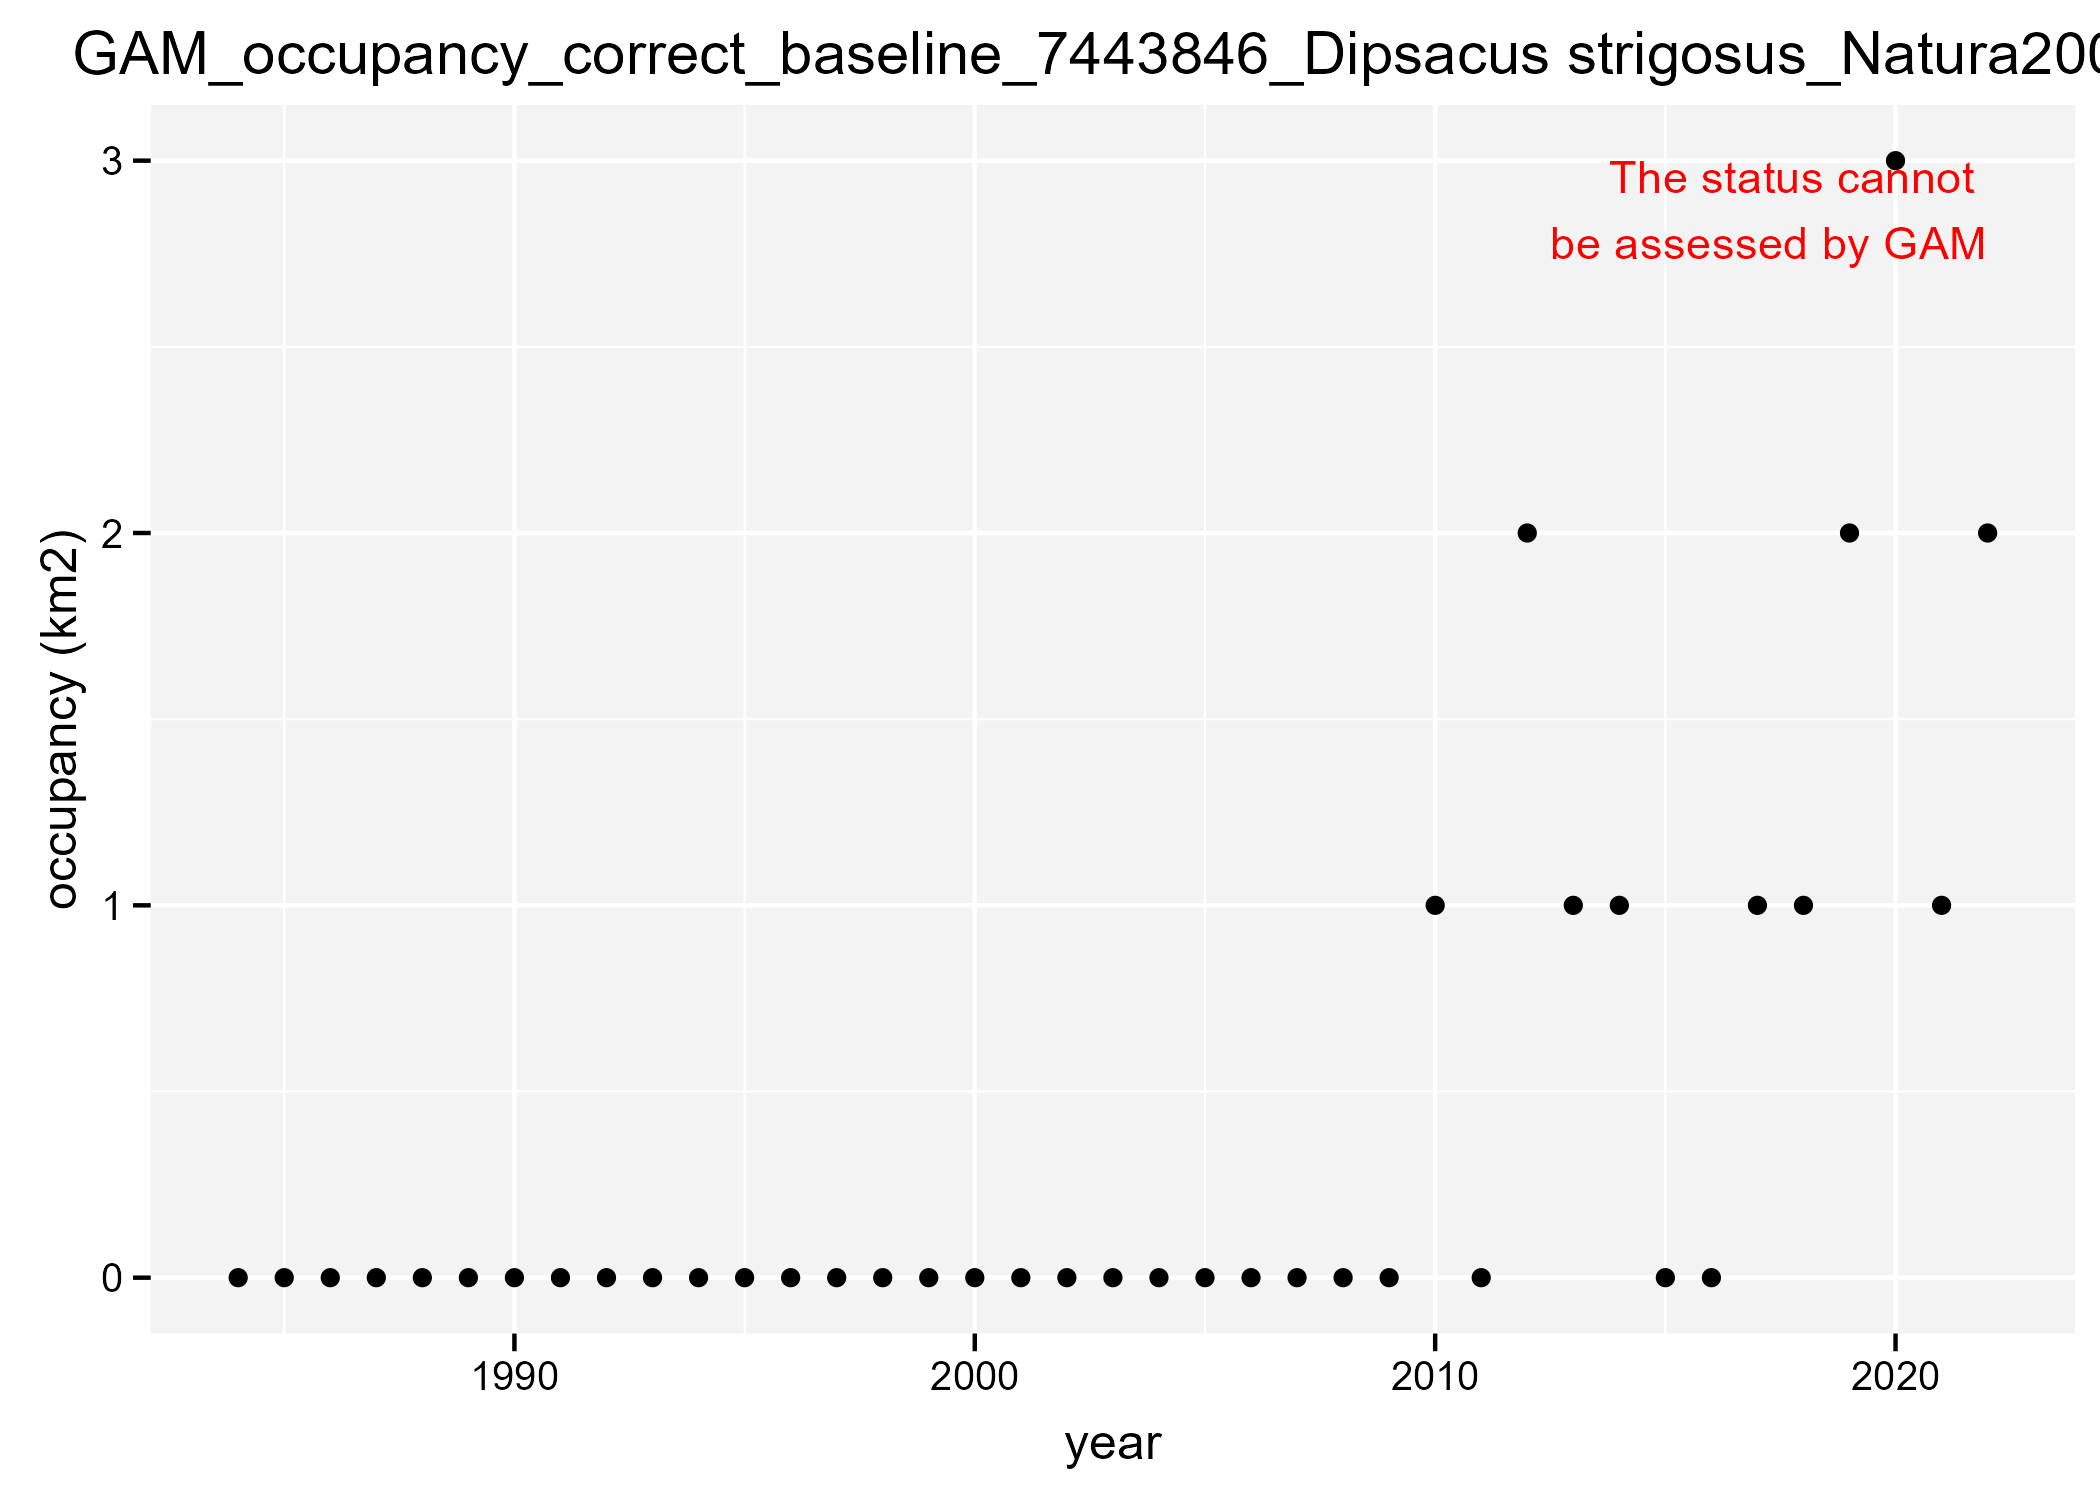 GAM_occupancy_correct_baseline_7443846_Dipsacus strigosus_Natura200
3
The status cannot
be assessed by GAM
2
occupancy (km2)
1
0
1990 2000 2010 2020
year